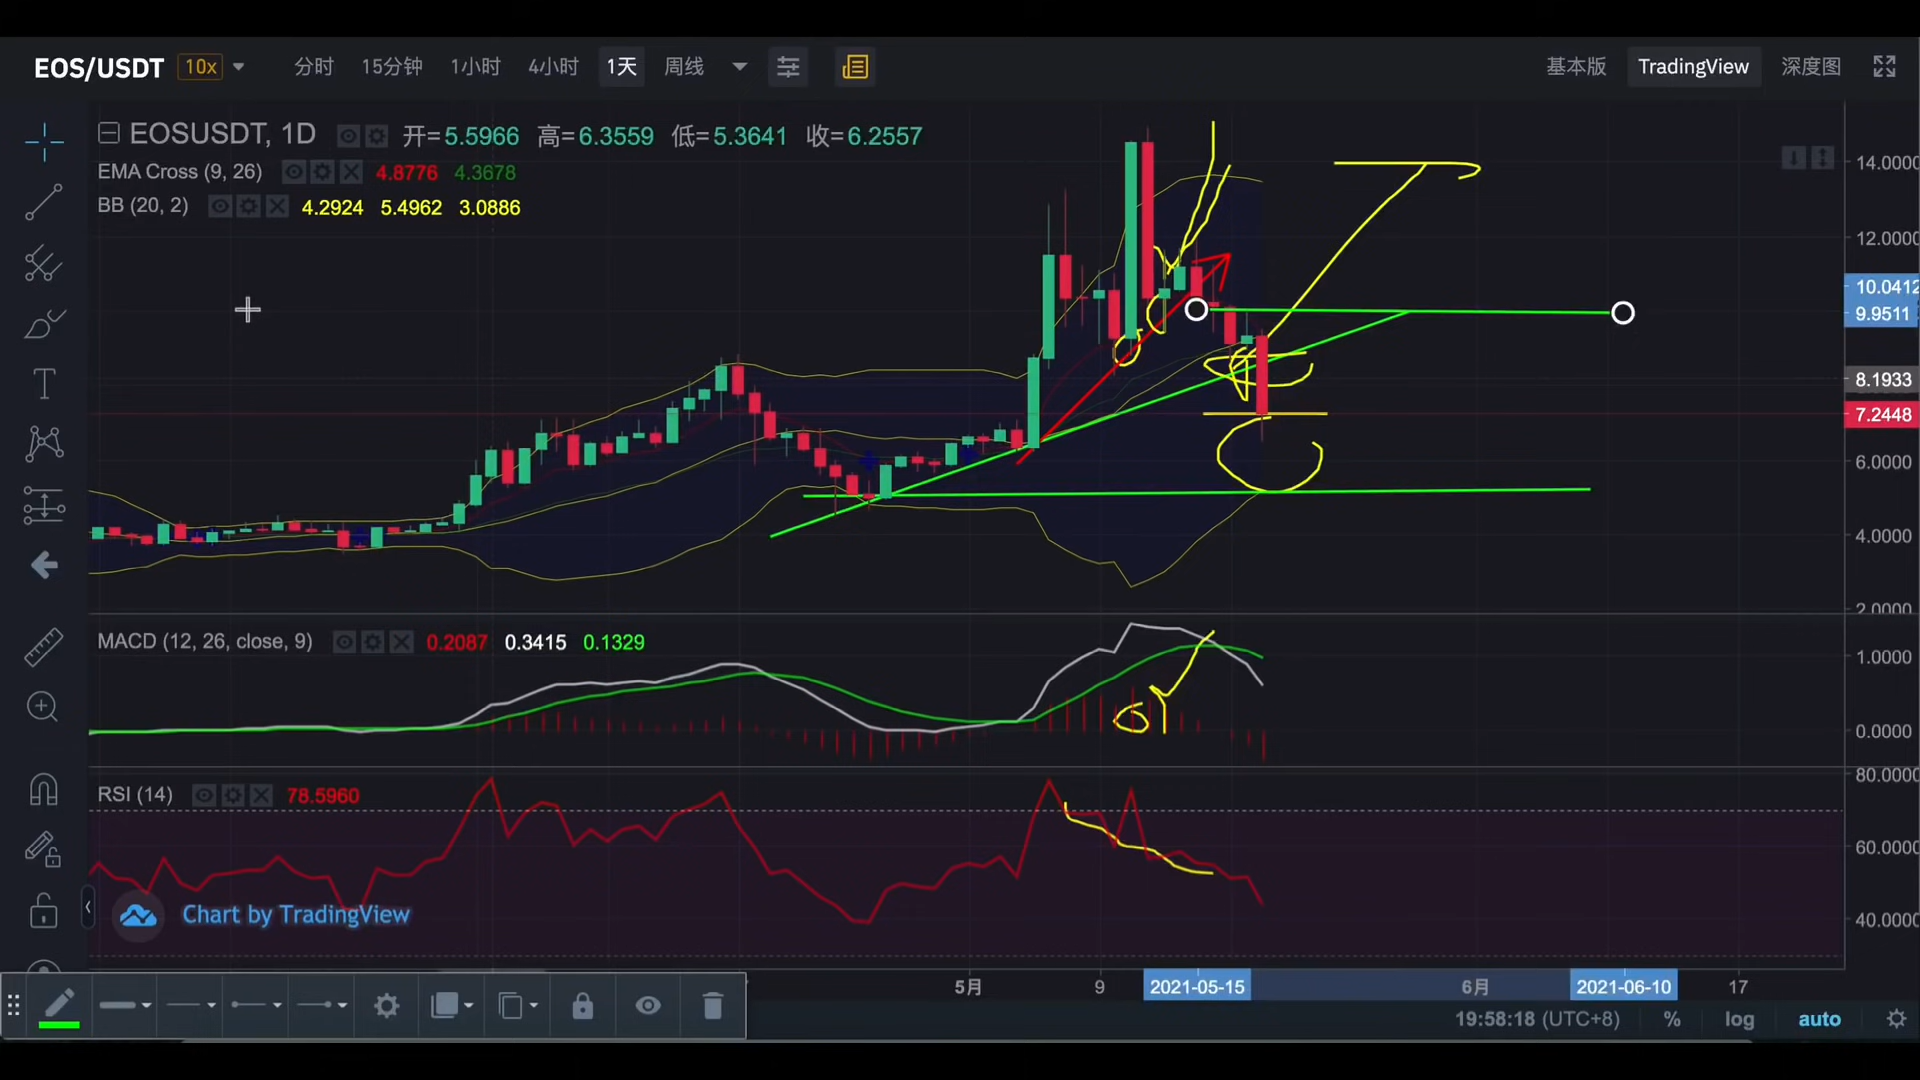 EOS/USDT 10x 分时 15分钟 1小时 4小时 1天 周线 基本版 TradingView 深度图
EOSUSDT, 1D 开=5.5966 高=6.3559 低=5.3641 收=6.2557
EMA Cross (9, 26) 4.8776 4.3678
BB (20, 2) 4.2924 5.4962 3.0886
14.0000
12.0000
10.0412
9.9511
8.1933
7.2448
6.0000
4.0000
2.0000
MACD (12, 26, close, 9) 0.2087 0.3415 0.1329
1.0000
0.0000
RSI (14) 78.5960
80.0000
60.0000
40.0000
Chart by TradingView
5月 9 2021-05-15 6月 2021-06-10 17
19:58:18 (UTC+8) % log auto